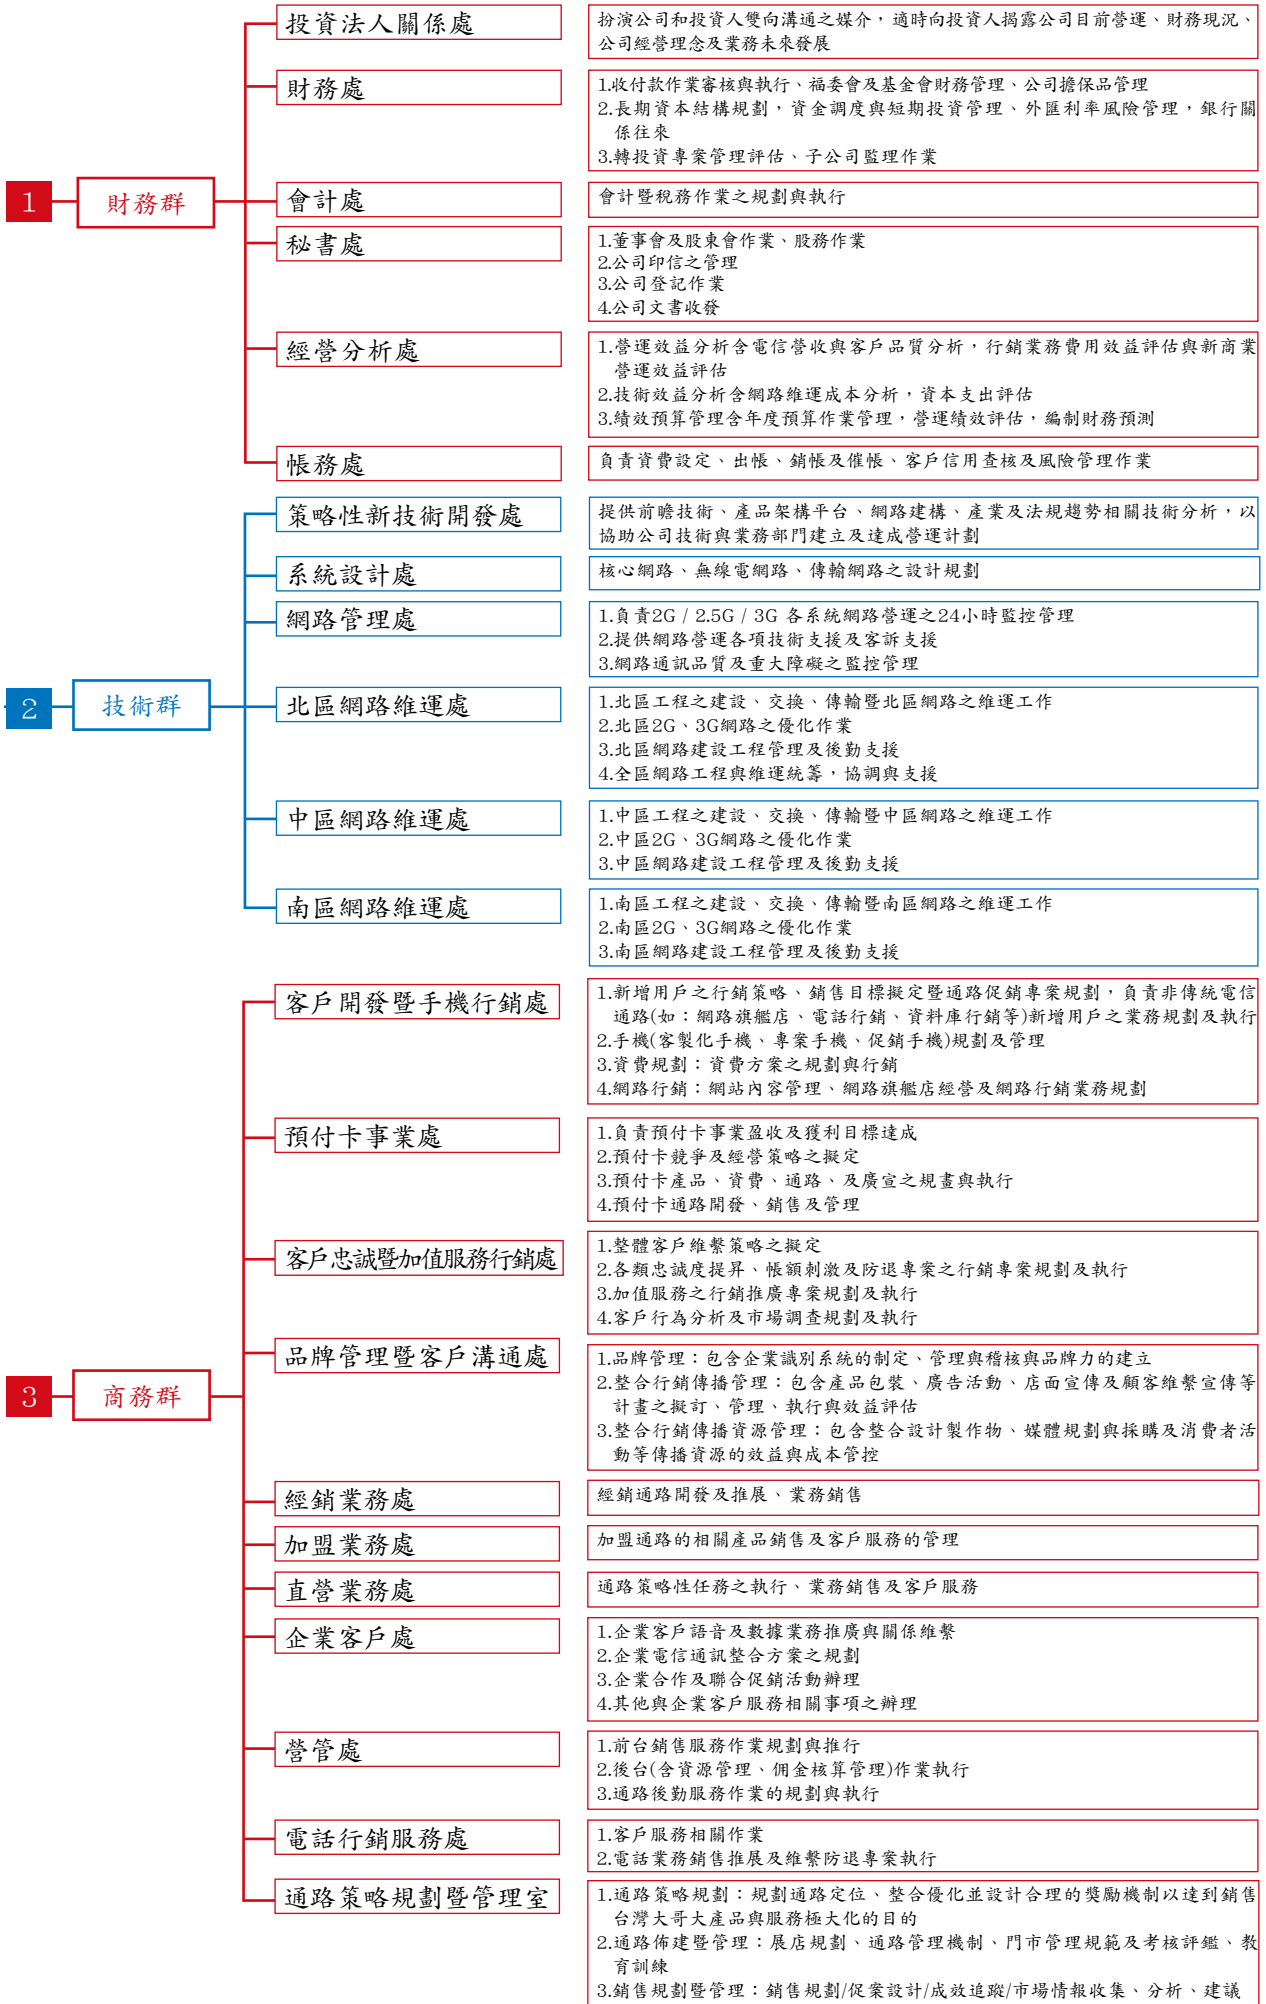 投資法人關係處
扮演公司和投資人雙向溝通之媒介，適時向投資人揭露公司目前營運、財務現況、
公司經營理念及業務未來發展
財務處
1.收付款作業審核與執行、福委會及基金會財務管理、公司擔保品管理
2.長期資本結構規劃，資金調度與短期投資管理、外匯利率風險管理，銀行關
係往來
3.轉投資專案管理評估、子公司監理作業
1
財務群
會計處
會計暨稅務作業之規劃與執行
秘書處
1.董事會及股東會作業、股務作業
2.公司印信之管理
3.公司登記作業
4.公司文書收發
經營分析處
1.營運效益分析含電信營收與客戶品質分析，行銷業務費用效益評估與新商業
營運效益評估
2.技術效益分析含網路維運成本分析，資本支出評估
3.績效預算管理含年度預算作業管理，營運績效評估，編制財務預測
帳務處
負責資費設定、出帳、銷帳及催帳、客戶信用查核及風險管理作業
策略性新技術開發處
提供前瞻技術、產品架構平台、網路建構、產業及法規趨勢相關技術分析，以
協助公司技術與業務部門建立及達成營運計劃
系統設計處
核心網路、無線電網路、傳輸網路之設計規劃
網路管理處
1.負責2G / 2.5G / 3G 各系統網路營運之24小時監控管理
2.提供網路營運各項技術支援及客訴支援
3.網路通訊品質及重大障礙之監控管理
2
技術群
北區網路維運處
1.北區工程之建設、交換、傳輸暨北區網路之維運工作
2.北區2G、3G網路之優化作業
3.北區網路建設工程管理及後勤支援
4.全區網路工程與維運統籌，協調與支援
中區網路維運處
1.中區工程之建設、交換、傳輸暨中區網路之維運工作
2.中區2G、3G網路之優化作業
3.中區網路建設工程管理及後勤支援
南區網路維運處
1.南區工程之建設、交換、傳輸暨南區網路之維運工作
2.南區2G、3G網路之優化作業
3.南區網路建設工程管理及後勤支援
客戶開發暨手機行銷處
1.新增用戶之行銷策略、銷售目標擬定暨通路促銷專案規劃，負責非傳統電信
通路(如：網路旗艦店、電話行銷、資料庫行銷等)新增用戶之業務規劃及執行
2.手機(客製化手機、專案手機、促銷手機)規劃及管理
3.資費規劃：資費方案之規劃與行銷
4.網路行銷：網站內容管理、網路旗艦店經營及網路行銷業務規劃
預付卡事業處
1.負責預付卡事業盈收及獲利目標達成
2.預付卡競爭及經營策略之擬定
3.預付卡產品、資費、通路、及廣宣之規畫與執行
4.預付卡通路開發、銷售及管理
客戶忠誠暨加值服務行銷處
1.整體客戶維繫策略之擬定
2.各類忠誠度提昇、帳額刺激及防退專案之行銷專案規劃及執行
3.加值服務之行銷推廣專案規劃及執行
4.客戶行為分析及市場調查規劃及執行
品牌管理暨客戶溝通處
1.品牌管理：包含企業識別系統的制定、管理與稽核與品牌力的建立
2.整合行銷傳播管理：包含產品包裝、廣告活動、店面宣傳及顧客維繫宣傳等
計畫之擬訂、管理、執行與效益評估
3.整合行銷傳播資源管理：包含整合設計製作物、媒體規劃與採購及消費者活
動等傳播資源的效益與成本管控
3
商務群
經銷業務處
經銷通路開發及推展、業務銷售
加盟業務處
加盟通路的相關產品銷售及客戶服務的管理
直營業務處
通路策略性任務之執行、業務銷售及客戶服務
企業客戶處
1.企業客戶語音及數據業務推廣與關係維繫
2.企業電信通訊整合方案之規劃
3.企業合作及聯合促銷活動辦理
4.其他與企業客戶服務相關事項之辦理
營管處
1.前台銷售服務作業規劃與推行
2.後台(含資源管理、佣金核算管理)作業執行
3.通路後勤服務作業的規劃與執行
電話行銷服務處
1.客戶服務相關作業
2.電話業務銷售推展及維繫防退專案執行
通路策略規劃暨管理室
1.通路策略規劃：規劃通路定位、整合優化並設計合理的獎勵機制以達到銷售
台灣大哥大產品與服務極大化的目的
2.通路佈建暨管理：展店規劃、通路管理機制、門市管理規範及考核評鑑、教
育訓練
3.銷售規劃暨管理：銷售規劃/促案設計/成效追蹤/市場情報收集、分析、建議